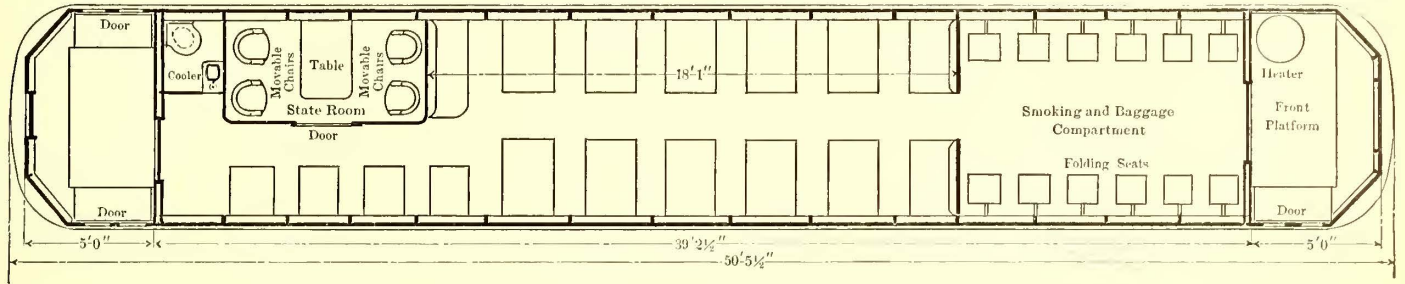 Door
Door
Cooler
Movable
Chairs
Table
Movable
Chairs
State Room
Door
18'1"
Smoking and Baggage
Compartment
Folding Seats
Heater
Front
Platform
Door
5'0"
39'2½"
5'0"
50'-5½"